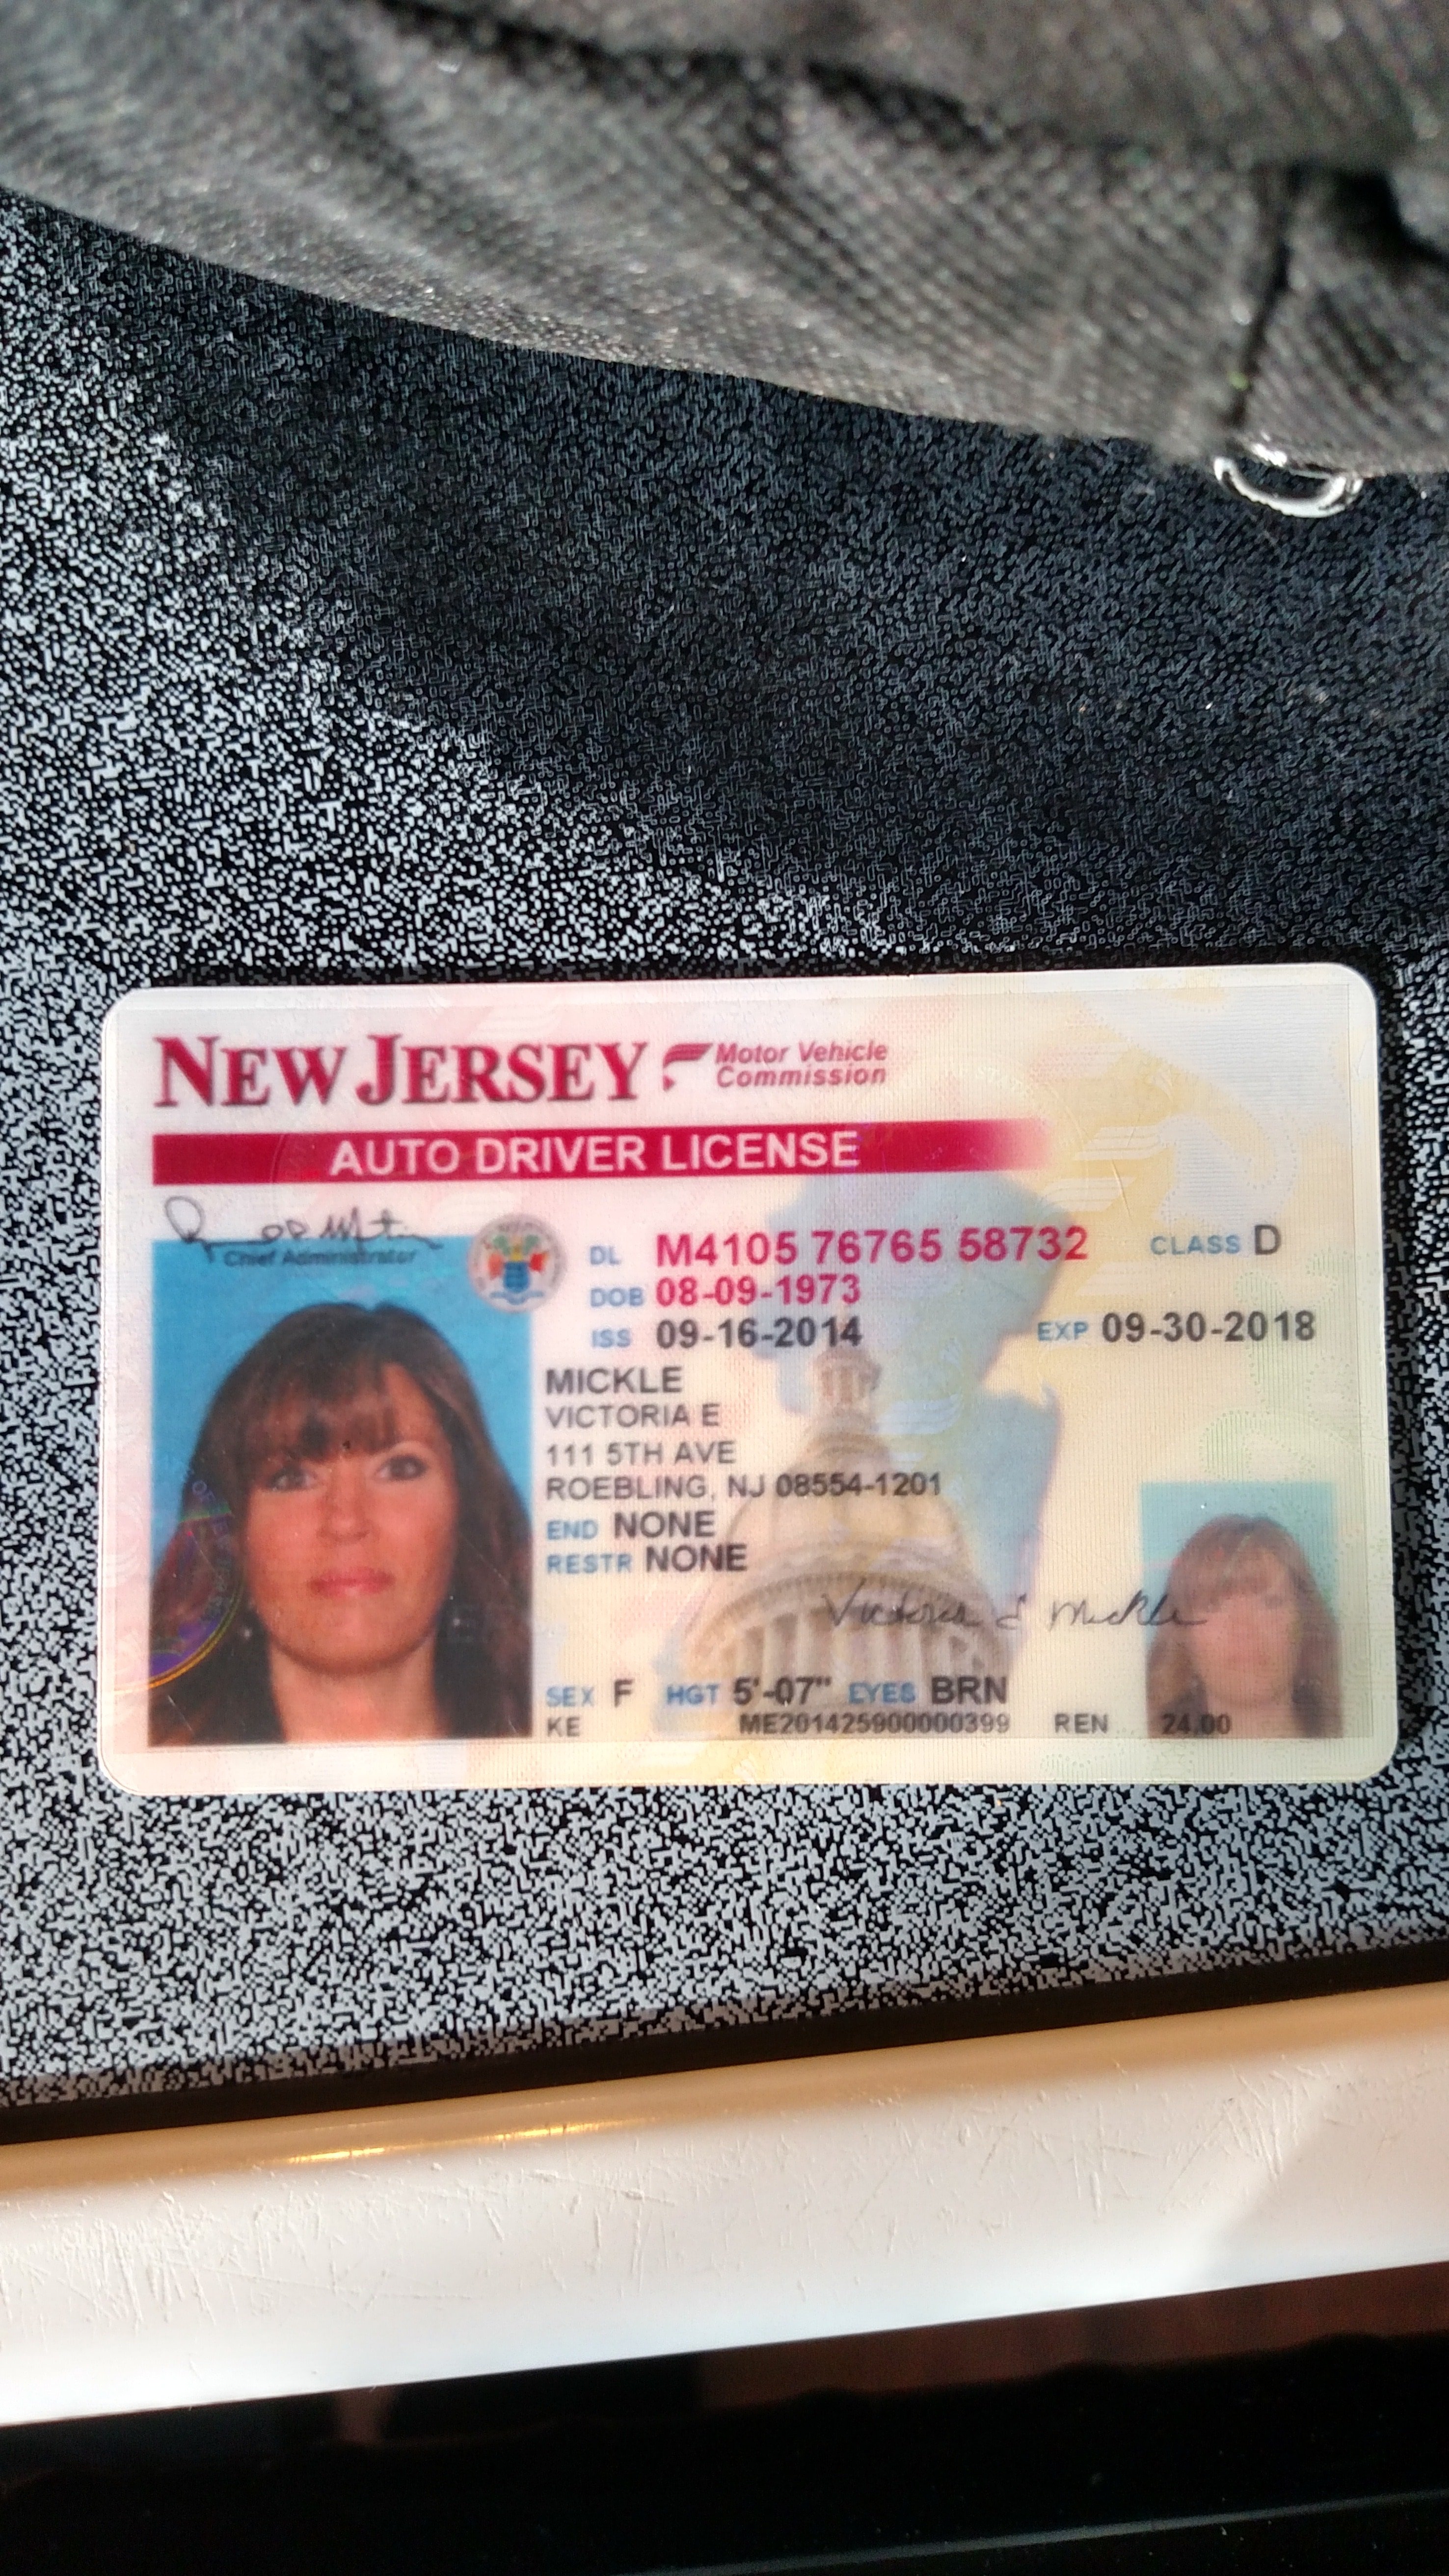 NEW JERSEY Motor Vehicle
Commission
AUTO DRIVER LICENSE
Chief Administrator
DL M4105 76765 58732 CLASS D
DOB 08-09-1973
ISS 09-16-2014 EXP 09-30-2018
MICKLE
VICTORIA E
111 5TH AVE
ROEBLING, NJ 08554-1201
END NONE
RESTR NONE
Victoria E Mickle
SEX F HGT 5'-07" EYES BRN
KE ME201425900000399 REN 24.00